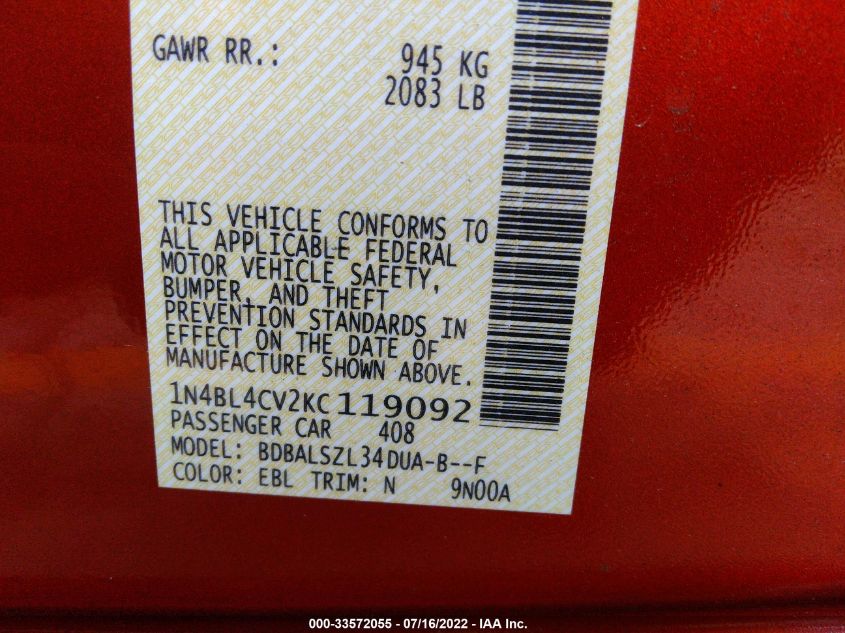 GAWR RR.: 945 KG
2083 LB
THIS VEHICLE CONFORMS TO
ALL APPLICABLE FEDERAL
MOTOR VEHICLE SAFETY,
BUMPER, AND THEFT
PREVENTION STANDARDS IN
EFFECT ON THE DATE OF
MANUFACTURE SHOWN ABOVE.
1N4BL4CV2KC119092
PASSENGER CAR 408
MODEL: BDBALSZL34DUA-B--F
COLOR: EBL TRIM: N 9N00A
000-33572055 - 07/16/2022 - IAA Inc.